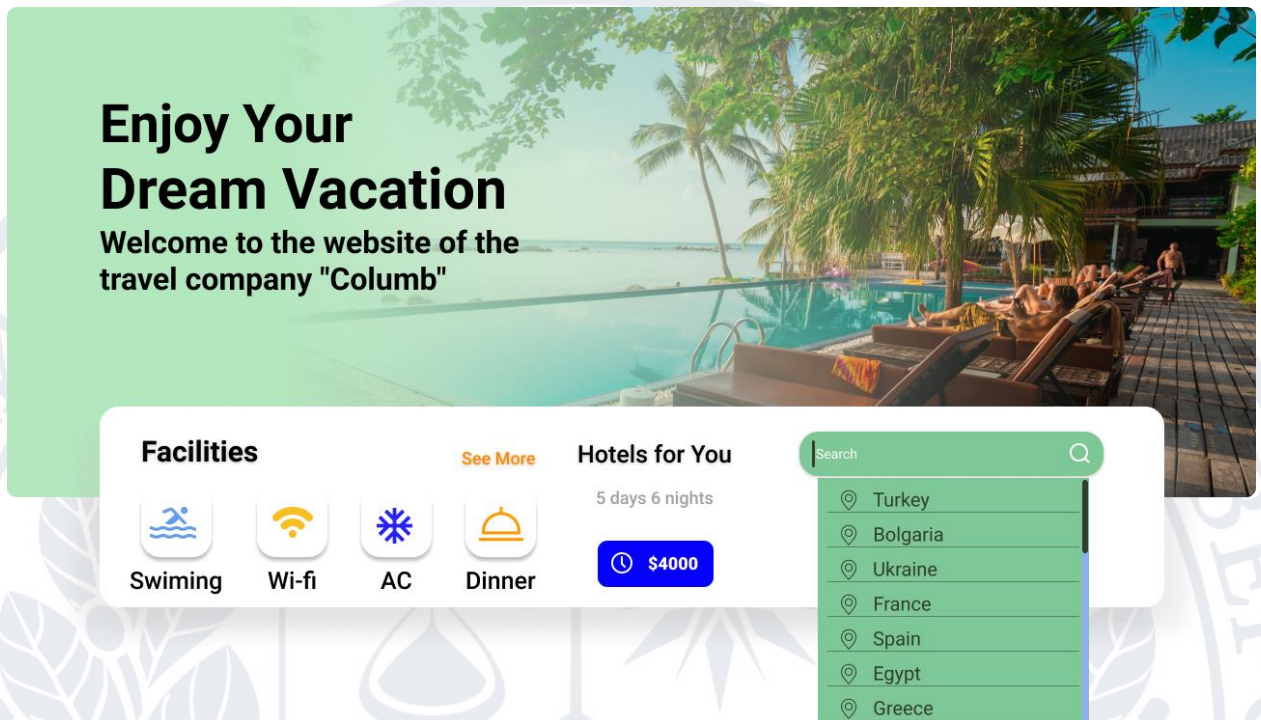 Enjoy Your
Dream Vacation
Welcome to the website of the
travel company "Columb"
Facilities
See More
Swiming
Wi-fi
AC
Dinner
Hotels for You
5 days 6 nights
$4000
Search
Turkey
Bolgaria
Ukraine
France
Spain
Egypt
Greece